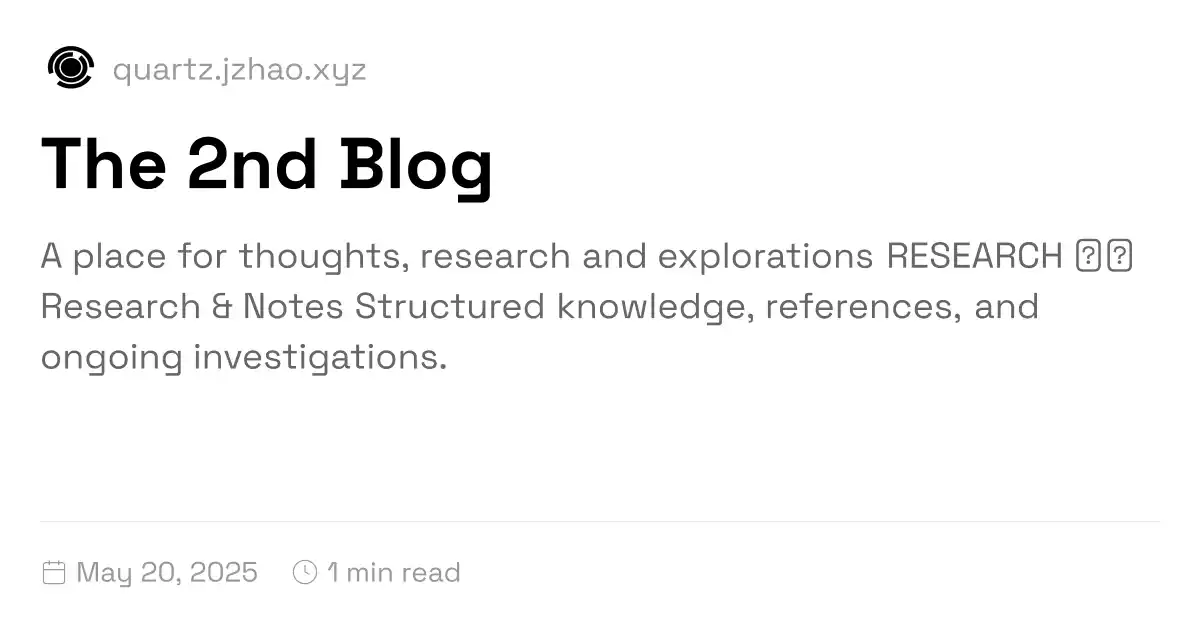 quartz.jzhao.xyz
The 2nd Blog
A place for thoughts, research and explorations RESEARCH
Research & Notes Structured knowledge, references, and
ongoing investigations.
May 20, 2025 1 min read